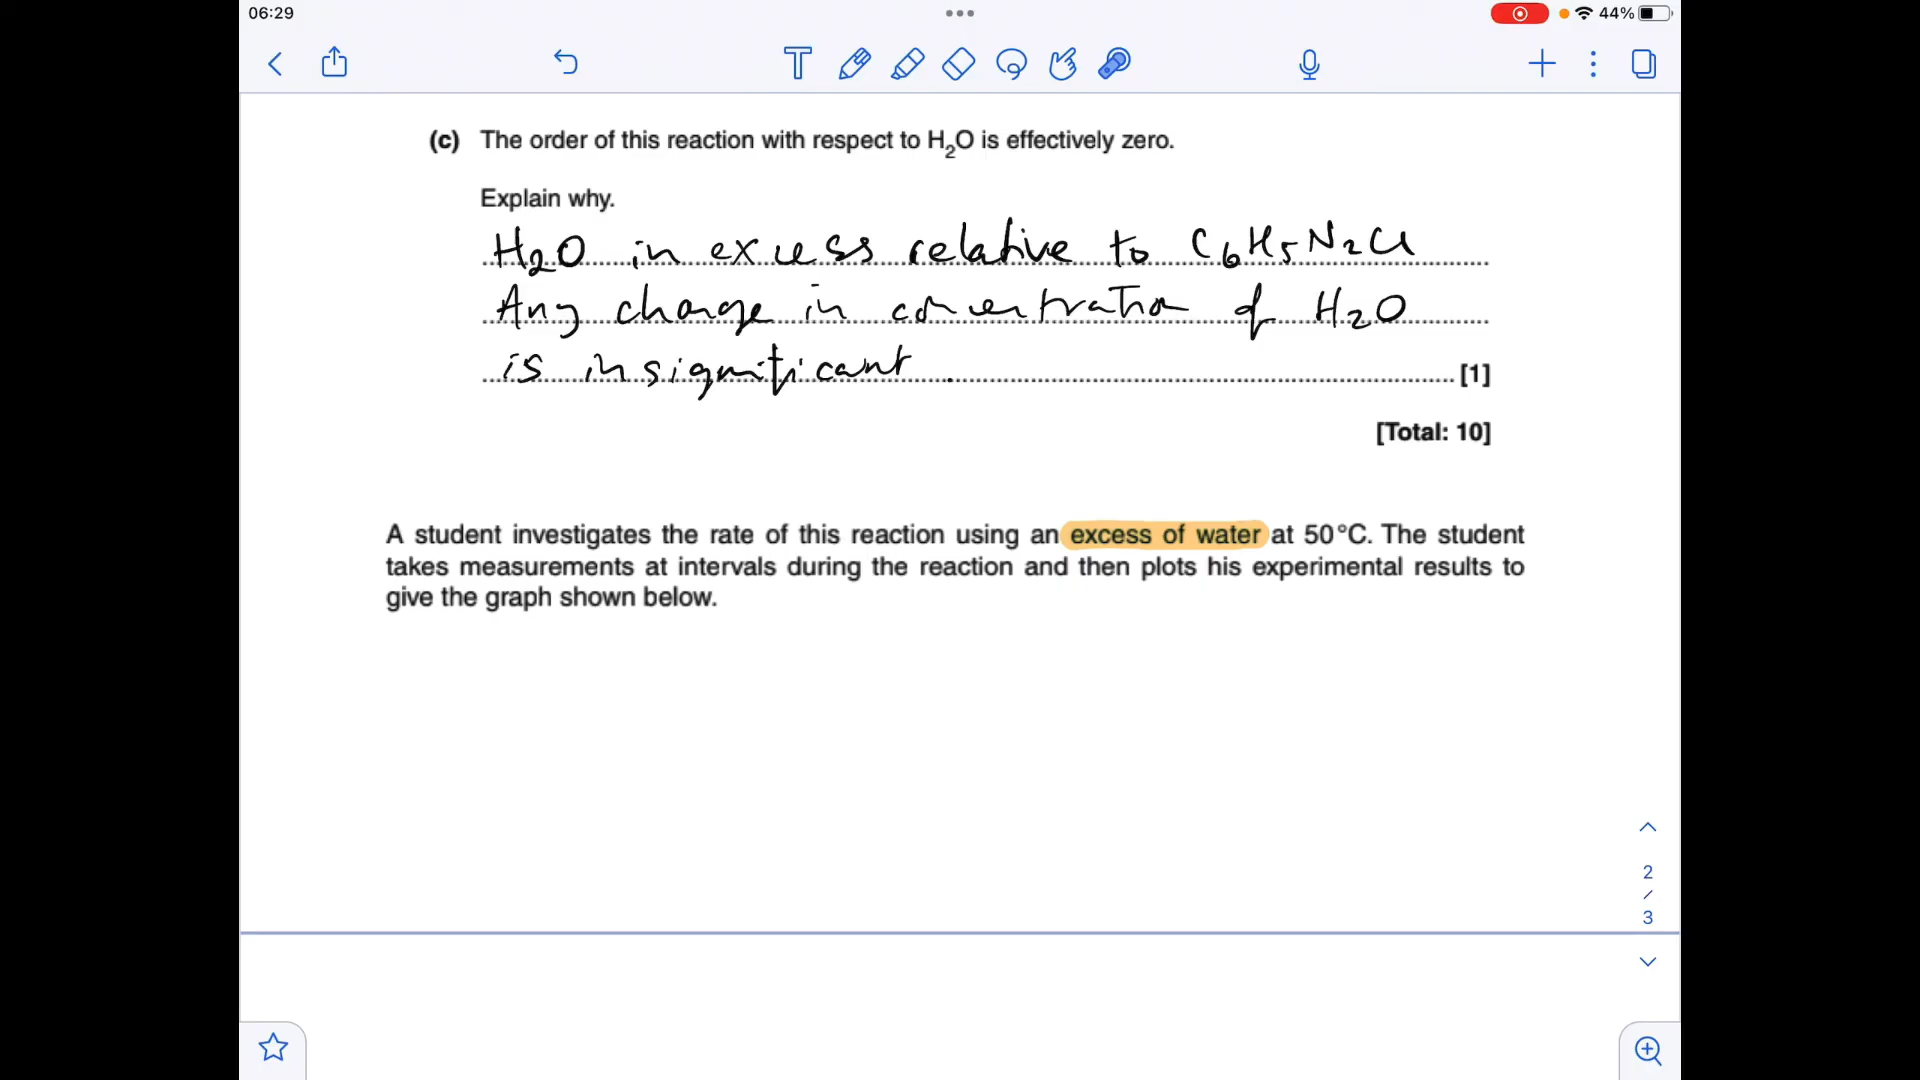 06:29
44%
T
(c) The order of this reaction with respect to H₂O is effectively zero.
Explain why.
H₂O in excess relative to C₆H₅N₂Cl
Any change in concentration of H₂O
is insignificant. [1]
[Total: 10]
A student investigates the rate of this reaction using an excess of water at 50°C. The student
takes measurements at intervals during the reaction and then plots his experimental results to
give the graph shown below.
2
/
3